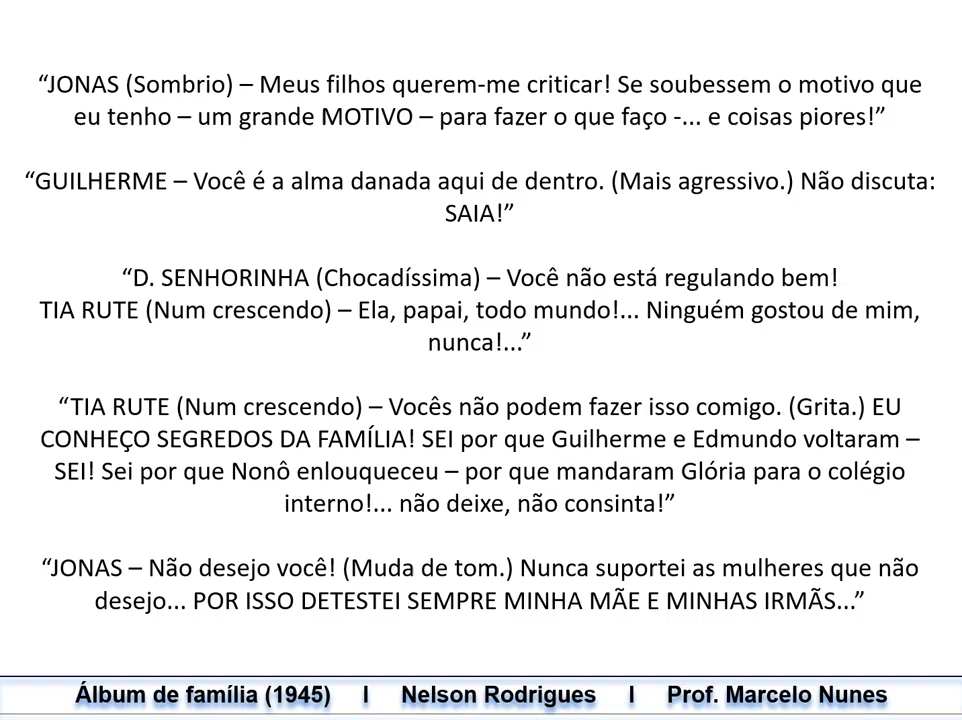 “JONAS (Sombrio) – Meus filhos querem-me criticar! Se soubessem o motivo que
eu tenho – um grande MOTIVO – para fazer o que faço -... e coisas piores!”
“GUILHERME – Você é a alma danada aqui de dentro. (Mais agressivo.) Não discuta:
SAIA!”
“D. SENHORINHA (Chocadíssima) – Você não está regulando bem!
TIA RUTE (Num crescendo) – Ela, papai, todo mundo!... Ninguém gostou de mim,
nunca!...”
“TIA RUTE (Num crescendo) – Vocês não podem fazer isso comigo. (Grita.) EU
CONHEÇO SEGREDOS DA FAMÍLIA! SEI por que Guilherme e Edmundo voltaram –
SEI! Sei por que Nonô enlouqueceu – por que mandaram Glória para o colégio
interno!... não deixe, não consinta!”
“JONAS – Não desejo você! (Muda de tom.) Nunca suportei as mulheres que não
desejo... POR ISSO DETESTEI SEMPRE MINHA MÃE E MINHAS IRMÃS...”
Álbum de família (1945) I Nelson Rodrigues I Prof. Marcelo Nunes